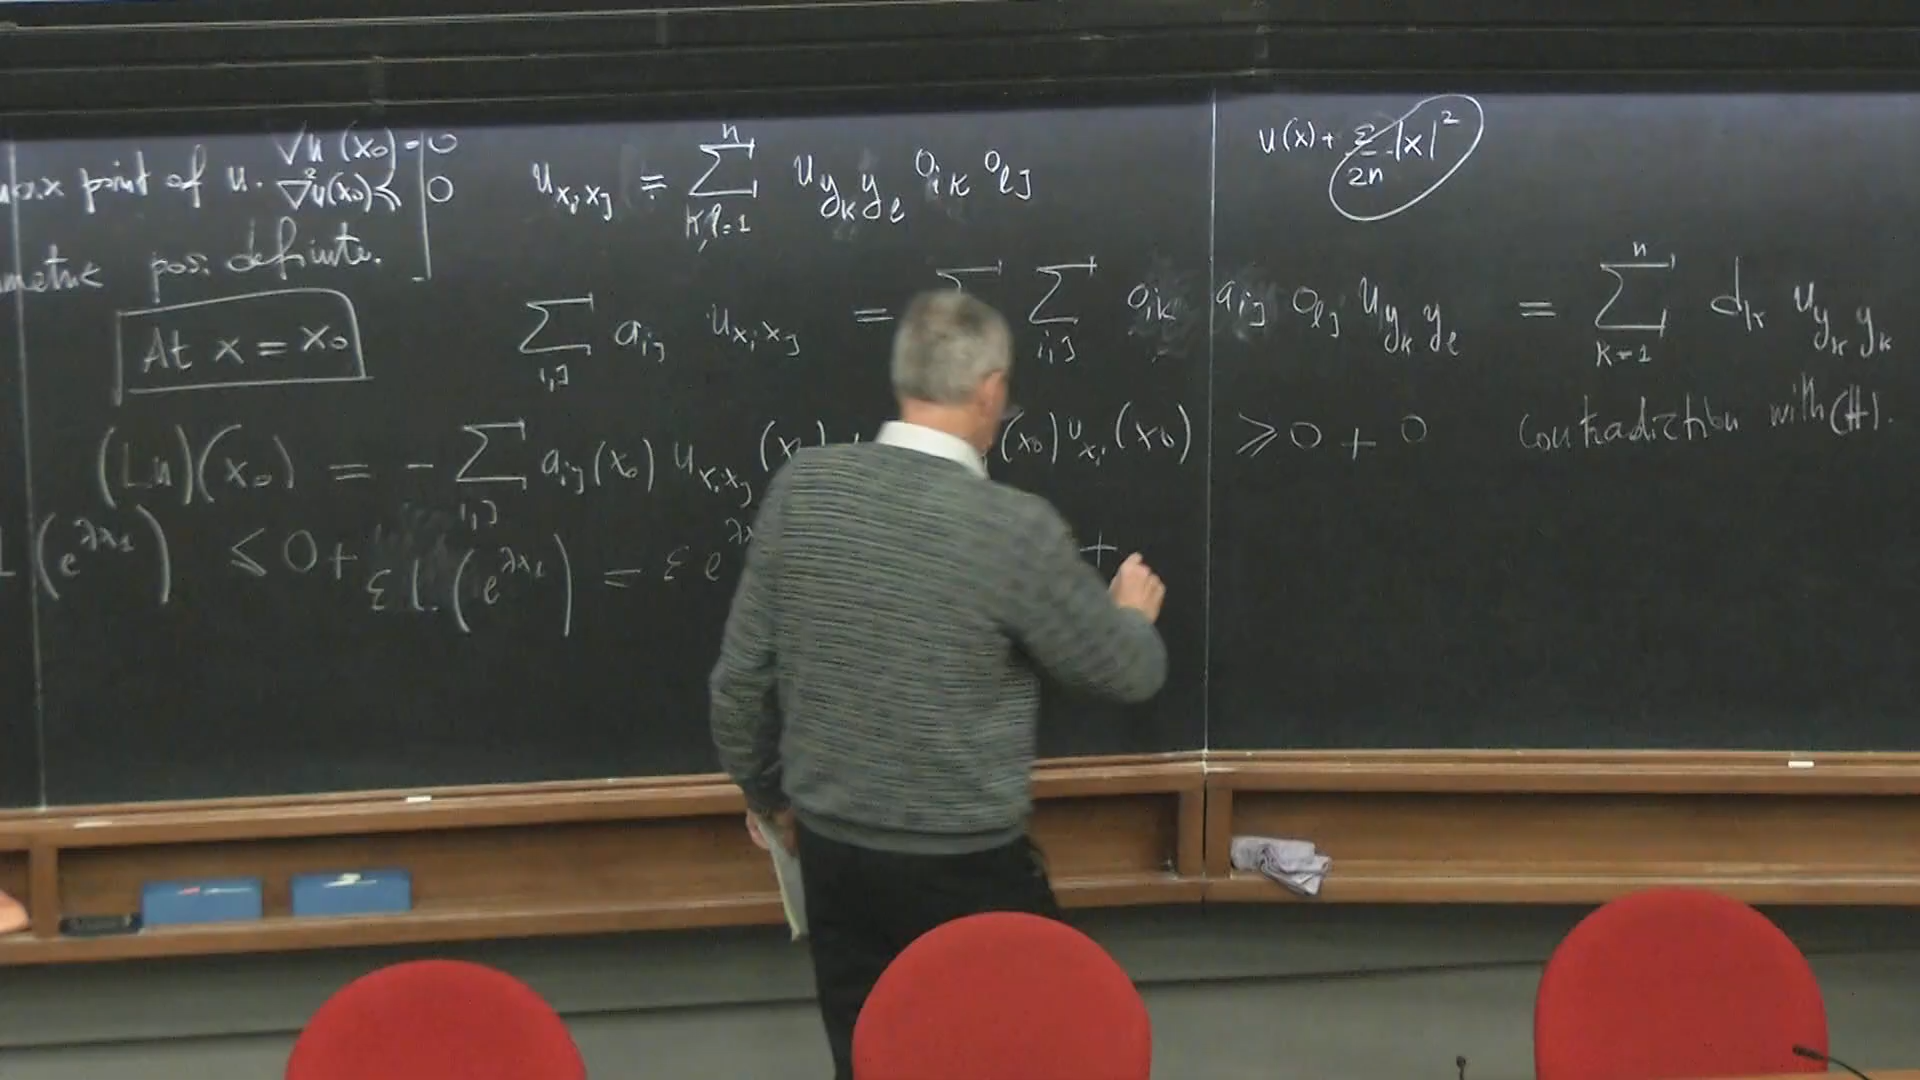 max point of u. ∇u(x₀)=0
∇²u(x₀)≤0
pos. definite.
At x = x₀
u_{x_i x_j} = Σ_{k,l=1}^{n} u_{y_k y_l} o_{ik} o_{lj}
u(x) + ε/2n |x|²
Σ_{i,j} a_{ij} u_{x_i x_j} = Σ Σ_{i,j} o_{ik} a_{ij} o_{lj} u_{y_k y_l} = Σ_{k=1}^{n} d_k u_{y_k y_k}
(Lu)(x₀) = - Σ_{i,j} a_{ij}(x₀) u_{x_i x_j} (x₀) (x₀) u_{x_i} (x₀) ≥ 0 + 0 contradiction with (H).
L(e^{λx₁}) ≤ 0 + ε L(e^{λx₁}) = ε e^{λx +